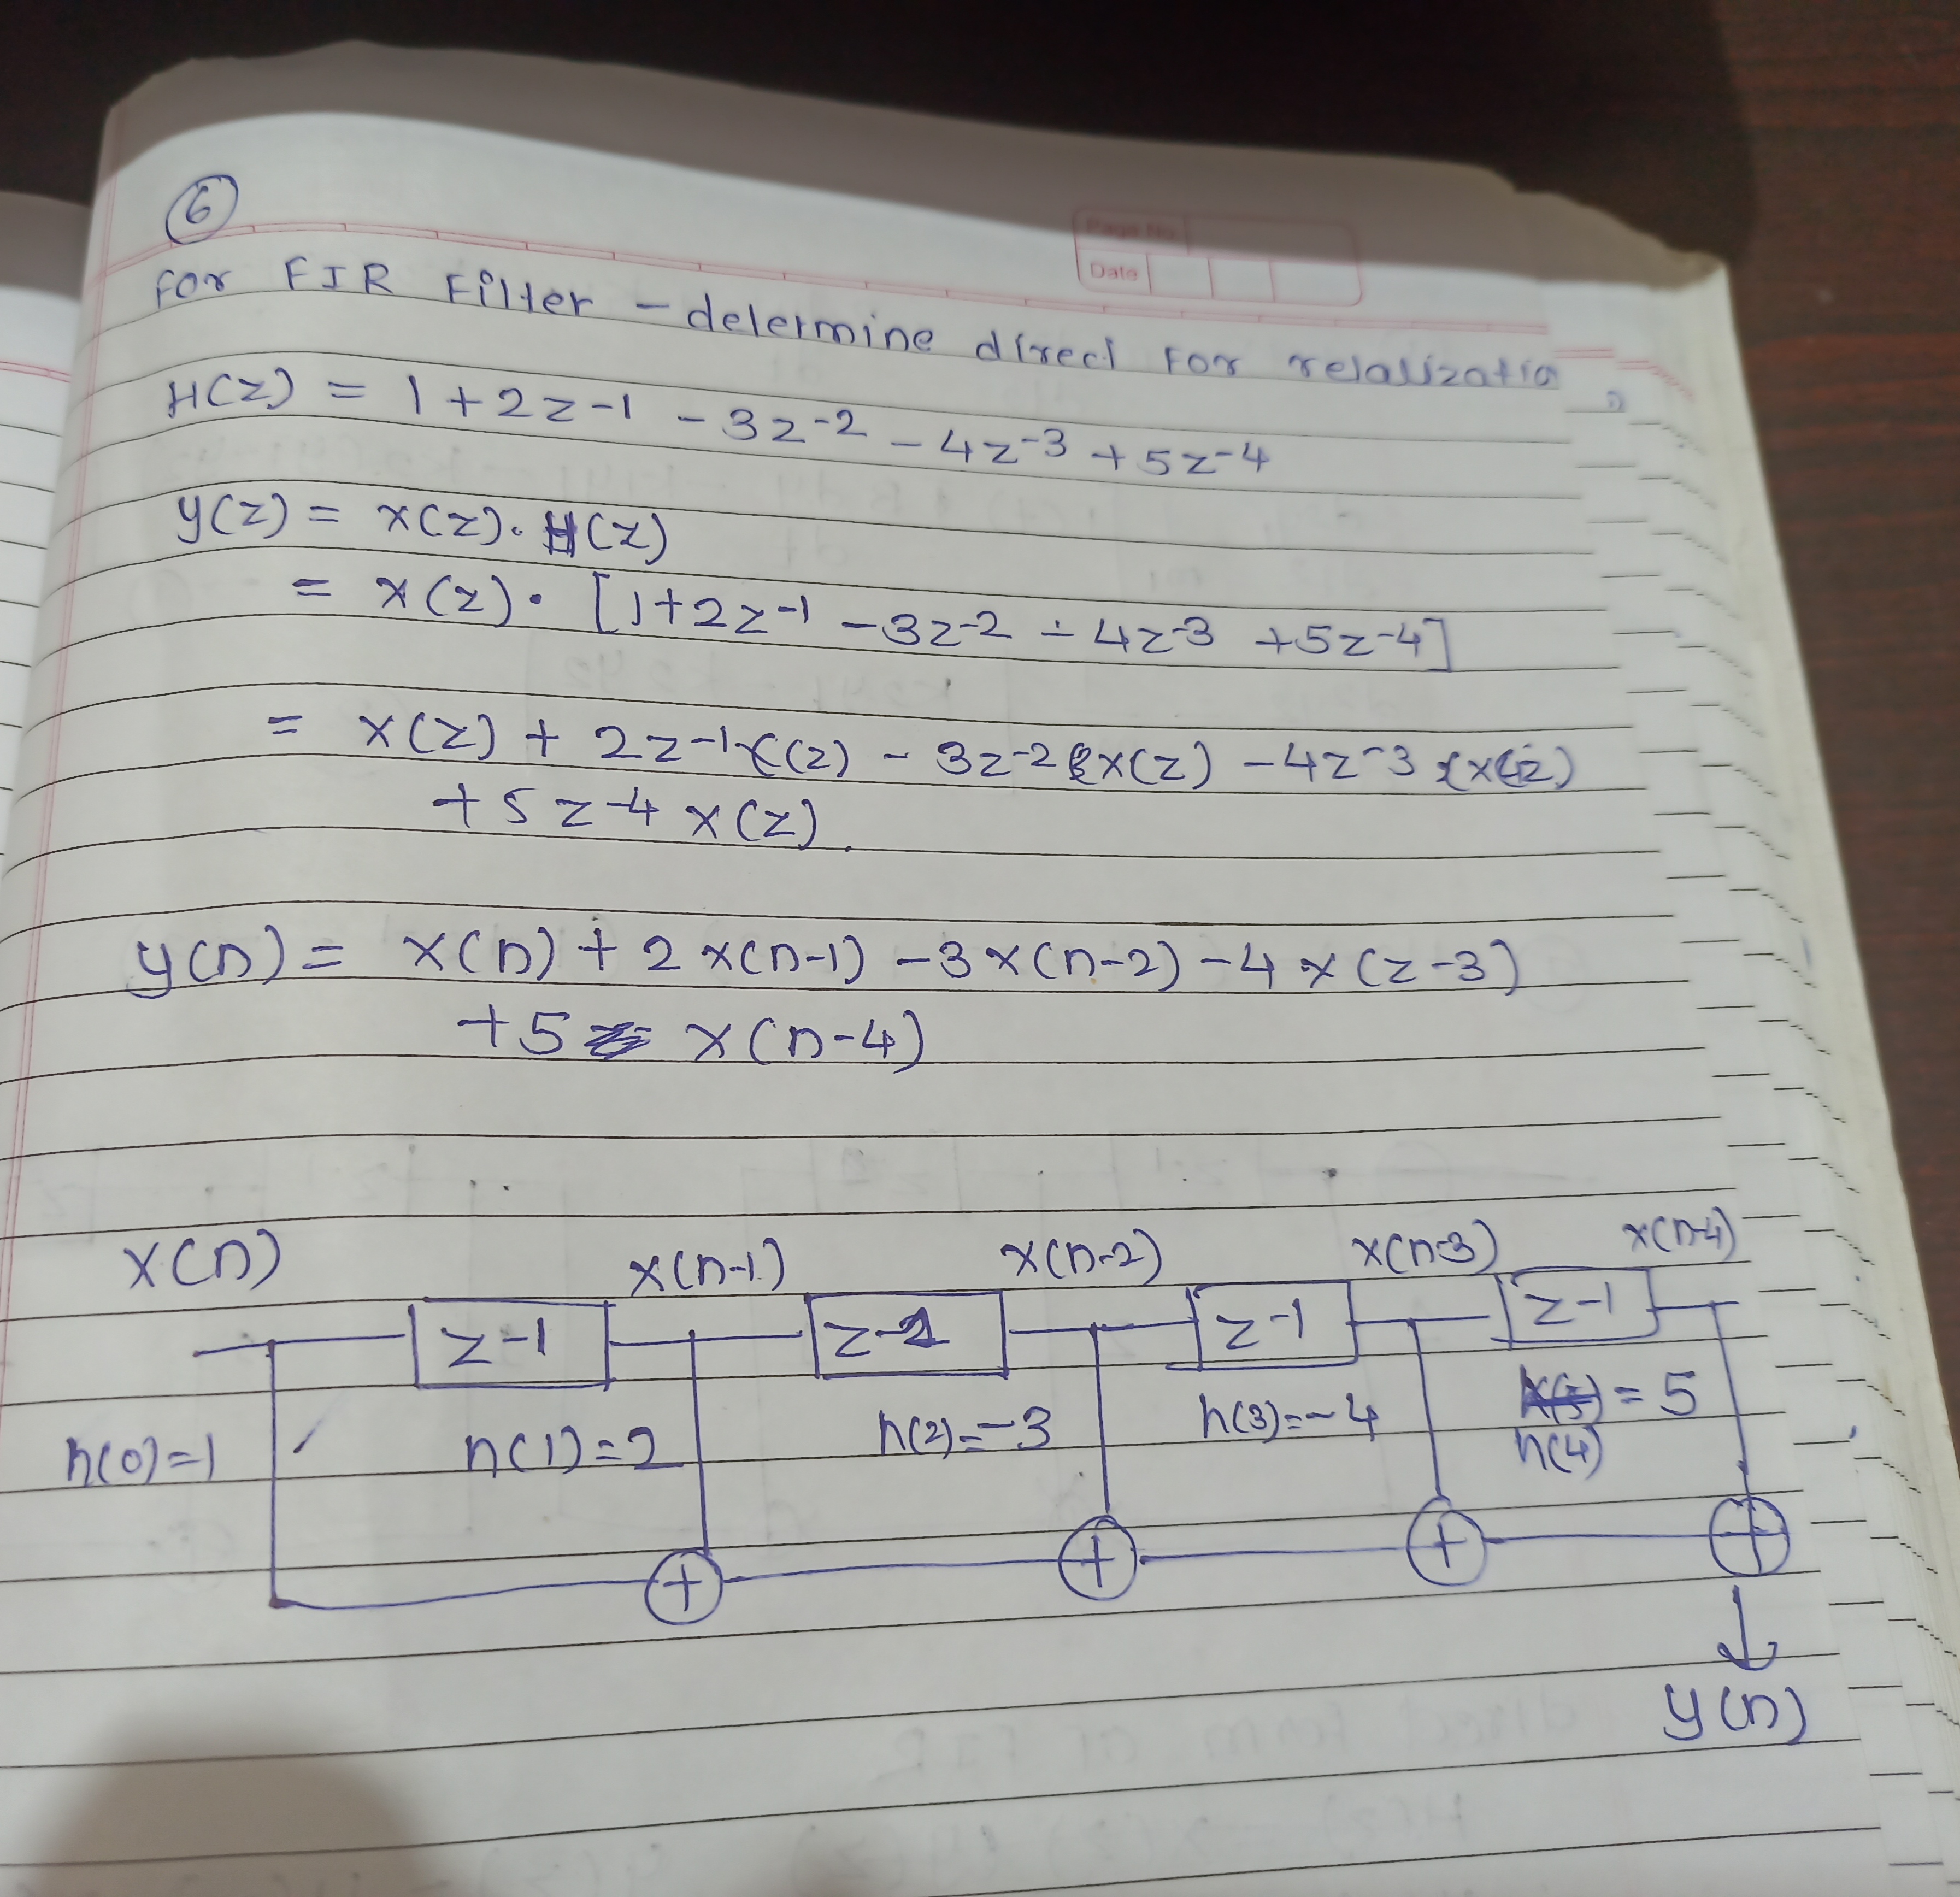 6
Page No
Date
For FIR Filter - determine direct For relalizatio
n
H(z) = 1 + 2z-1 - 3z-2 - 4z-3 + 5z-4
y(z) = x(z). H(z)
= x(z) • [1+2z-1 - 3z-2 - 4z-3 + 5z-4]
= x(z) + 2z-1 x(z) - 3z-2 x(z) - 4z-3 x(z)
+ 5z-4 x(z).
y(n) = x(n) + 2x(n-1) - 3x(n-2) - 4x(z-3)
+5 x(n-4)
x(n) x(n-1) x(n-2) x(n-3) x(n-4)
z-1 z-1 z-1 z-1
h(0)=1 h(1)=2 h(2)=-3 h(3)=-4 = 5
h(4)
+ + + +
y(n)